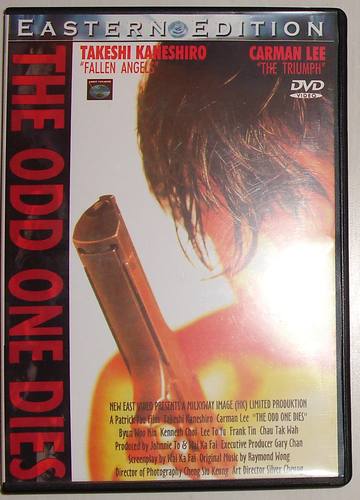 EASTERN EDITION
TAKESHI KANESHIRO
"FALLEN ANGELS"
CARMAN LEE
"THE TRIUMPH"
DVD
VIDEO
THE ODD ONE DIES
NEW EAST VIDEO PRESENTS A MILKYWAY IMAGE (HK) LIMITED PRODUKTION
A Patrick Yau Film Takeshi Kaneshiro Carman Lee "THE ODD ONE DIES"
Byun Woo Min Kenneth Choi Lee To Yu Frank Tin Chau Tak Wah
Produced by Johnnie To & Wai Ka Fai Executive Producer Gary Chan
Screenplay by Wai Ka Fai Original Music by Raymond Wong
Director of Photography Cheng Siu Keung Art Director Silver Cheung